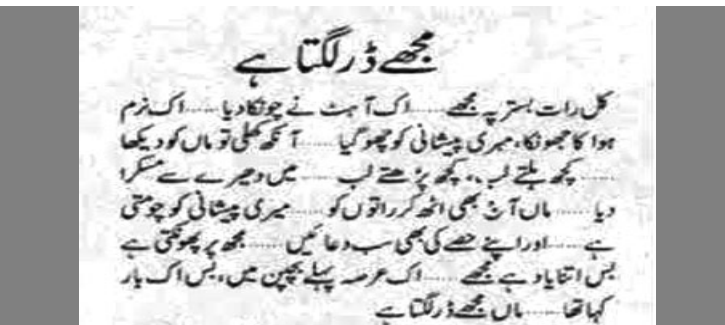 مجھے ڈر لگتا ہے
کل رات بستر پہ مجھے ..... اک آہٹ نے چونکا دیا ..... اک نرم
ہوا کا جھونکا، میری پیشانی کو چھو گیا ..... آنکھ کھلی تو ماں کو دیکھا
..... کچھ ہلتے لب ،، کچھ پڑھتے لب ..... میں دھیرے سے مسکرا
دیا ..... ماں آج بھی اٹھ کر راتوں کو ..... میری پیشانی کو چومتی
ہے ..... اور اپنے حصے کی بھی سب دعائیں ..... مجھ پر پھونکتی ہے
بس اتنا یاد ہے مجھے ..... اک عرصہ پہلے بچپن میں، بس اک بار
کہا تھا ..... ماں مجھے ڈر لگتا ہے